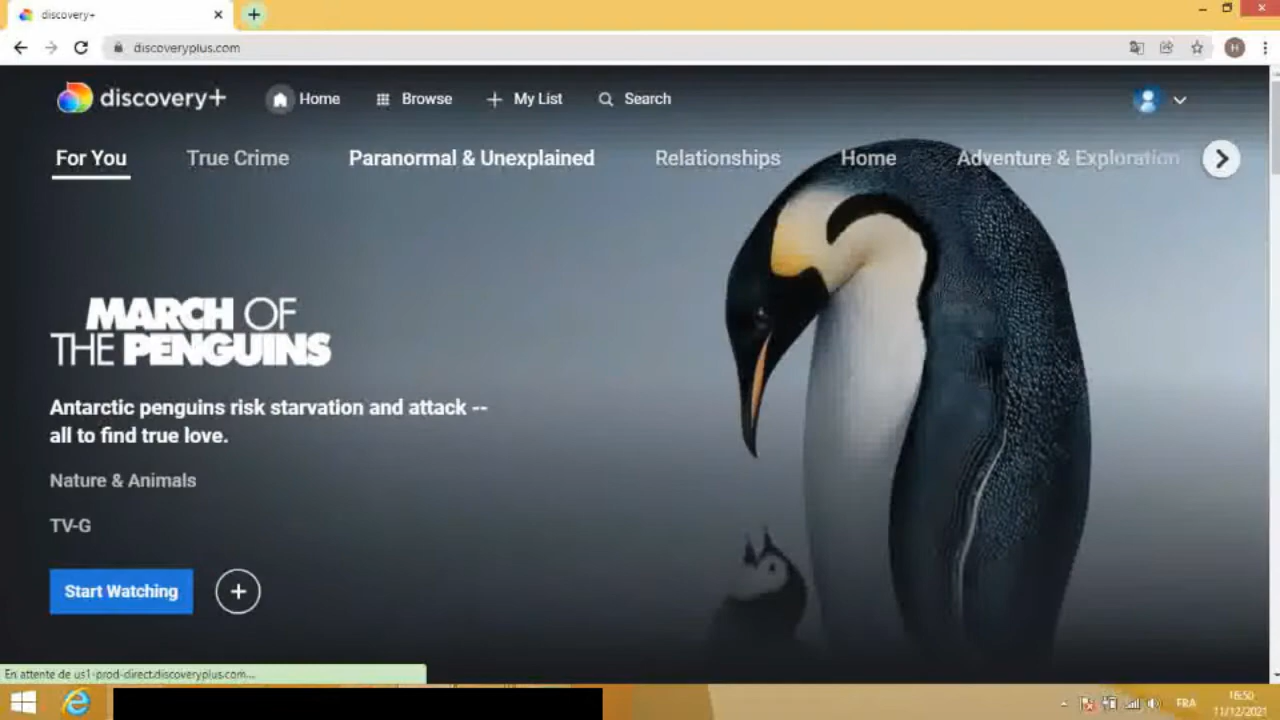 discovery+
discoveryplus.com
H
discovery+
Home
Browse
My List
Search
For You
True Crime
Paranormal & Unexplained
Relationships
Home
Adventure & Exploration
MARCH OF
THE PENGUINS
Antarctic penguins risk starvation and attack --
all to find true love.
Nature & Animals
TV-G
Start Watching
En attente de us1-prod-direct.discoveryplus.com...
FRA
16:50
11/12/2021